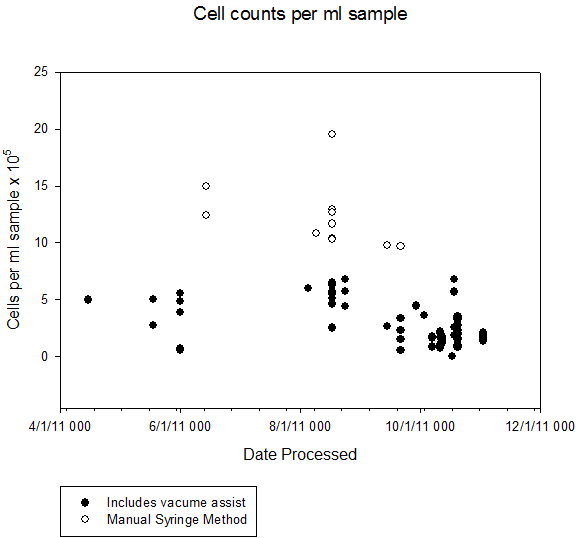 Cell counts per ml sample
25
20
15
10
5
0
Cells per ml sample x 10⁵
4/1/11 000 6/1/11 000 8/1/11 000 10/1/11 000 12/1/11 000
Date Processed
Includes vacume assist
Manual Syringe Method